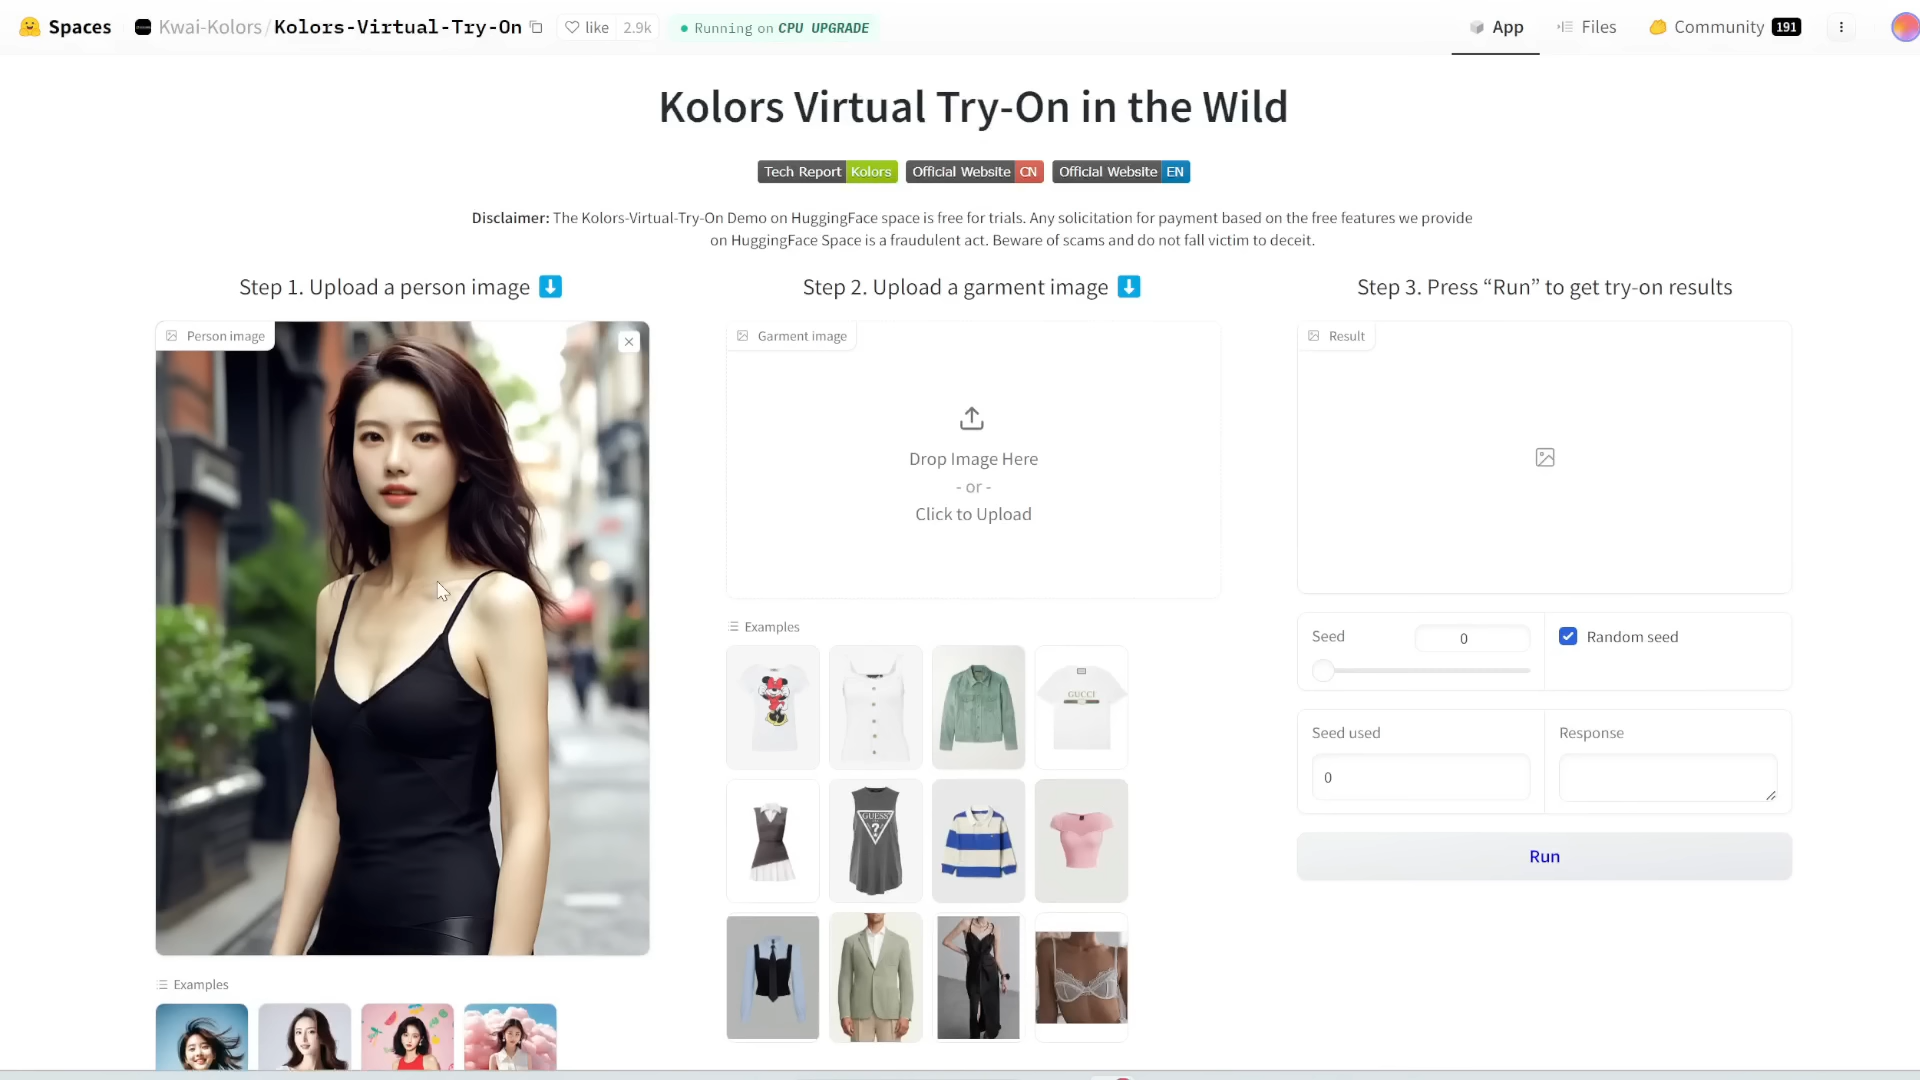 Spaces
Kwai-Kolors/Kolors-Virtual-Try-On
like 2.9k
Running on CPU UPGRADE
App
Files
Community 191
Kolors Virtual Try-On in the Wild
Tech Report Kolors
Official Website CN
Official Website EN
Disclaimer: The Kolors-Virtual-Try-On Demo on HuggingFace space is free for trials. Any solicitation for payment based on the free features we provide
on HuggingFace Space is a fraudulent act. Beware of scams and do not fall victim to deceit.
Step 1. Upload a person image
Step 2. Upload a garment image
Step 3. Press “Run” to get try-on results
Person image
Garment image
Drop Image Here
- or -
Click to Upload
Result
Examples
GUCCI
GUESS
?
Seed
0
Random seed
Seed used
0
Response
Run
Examples